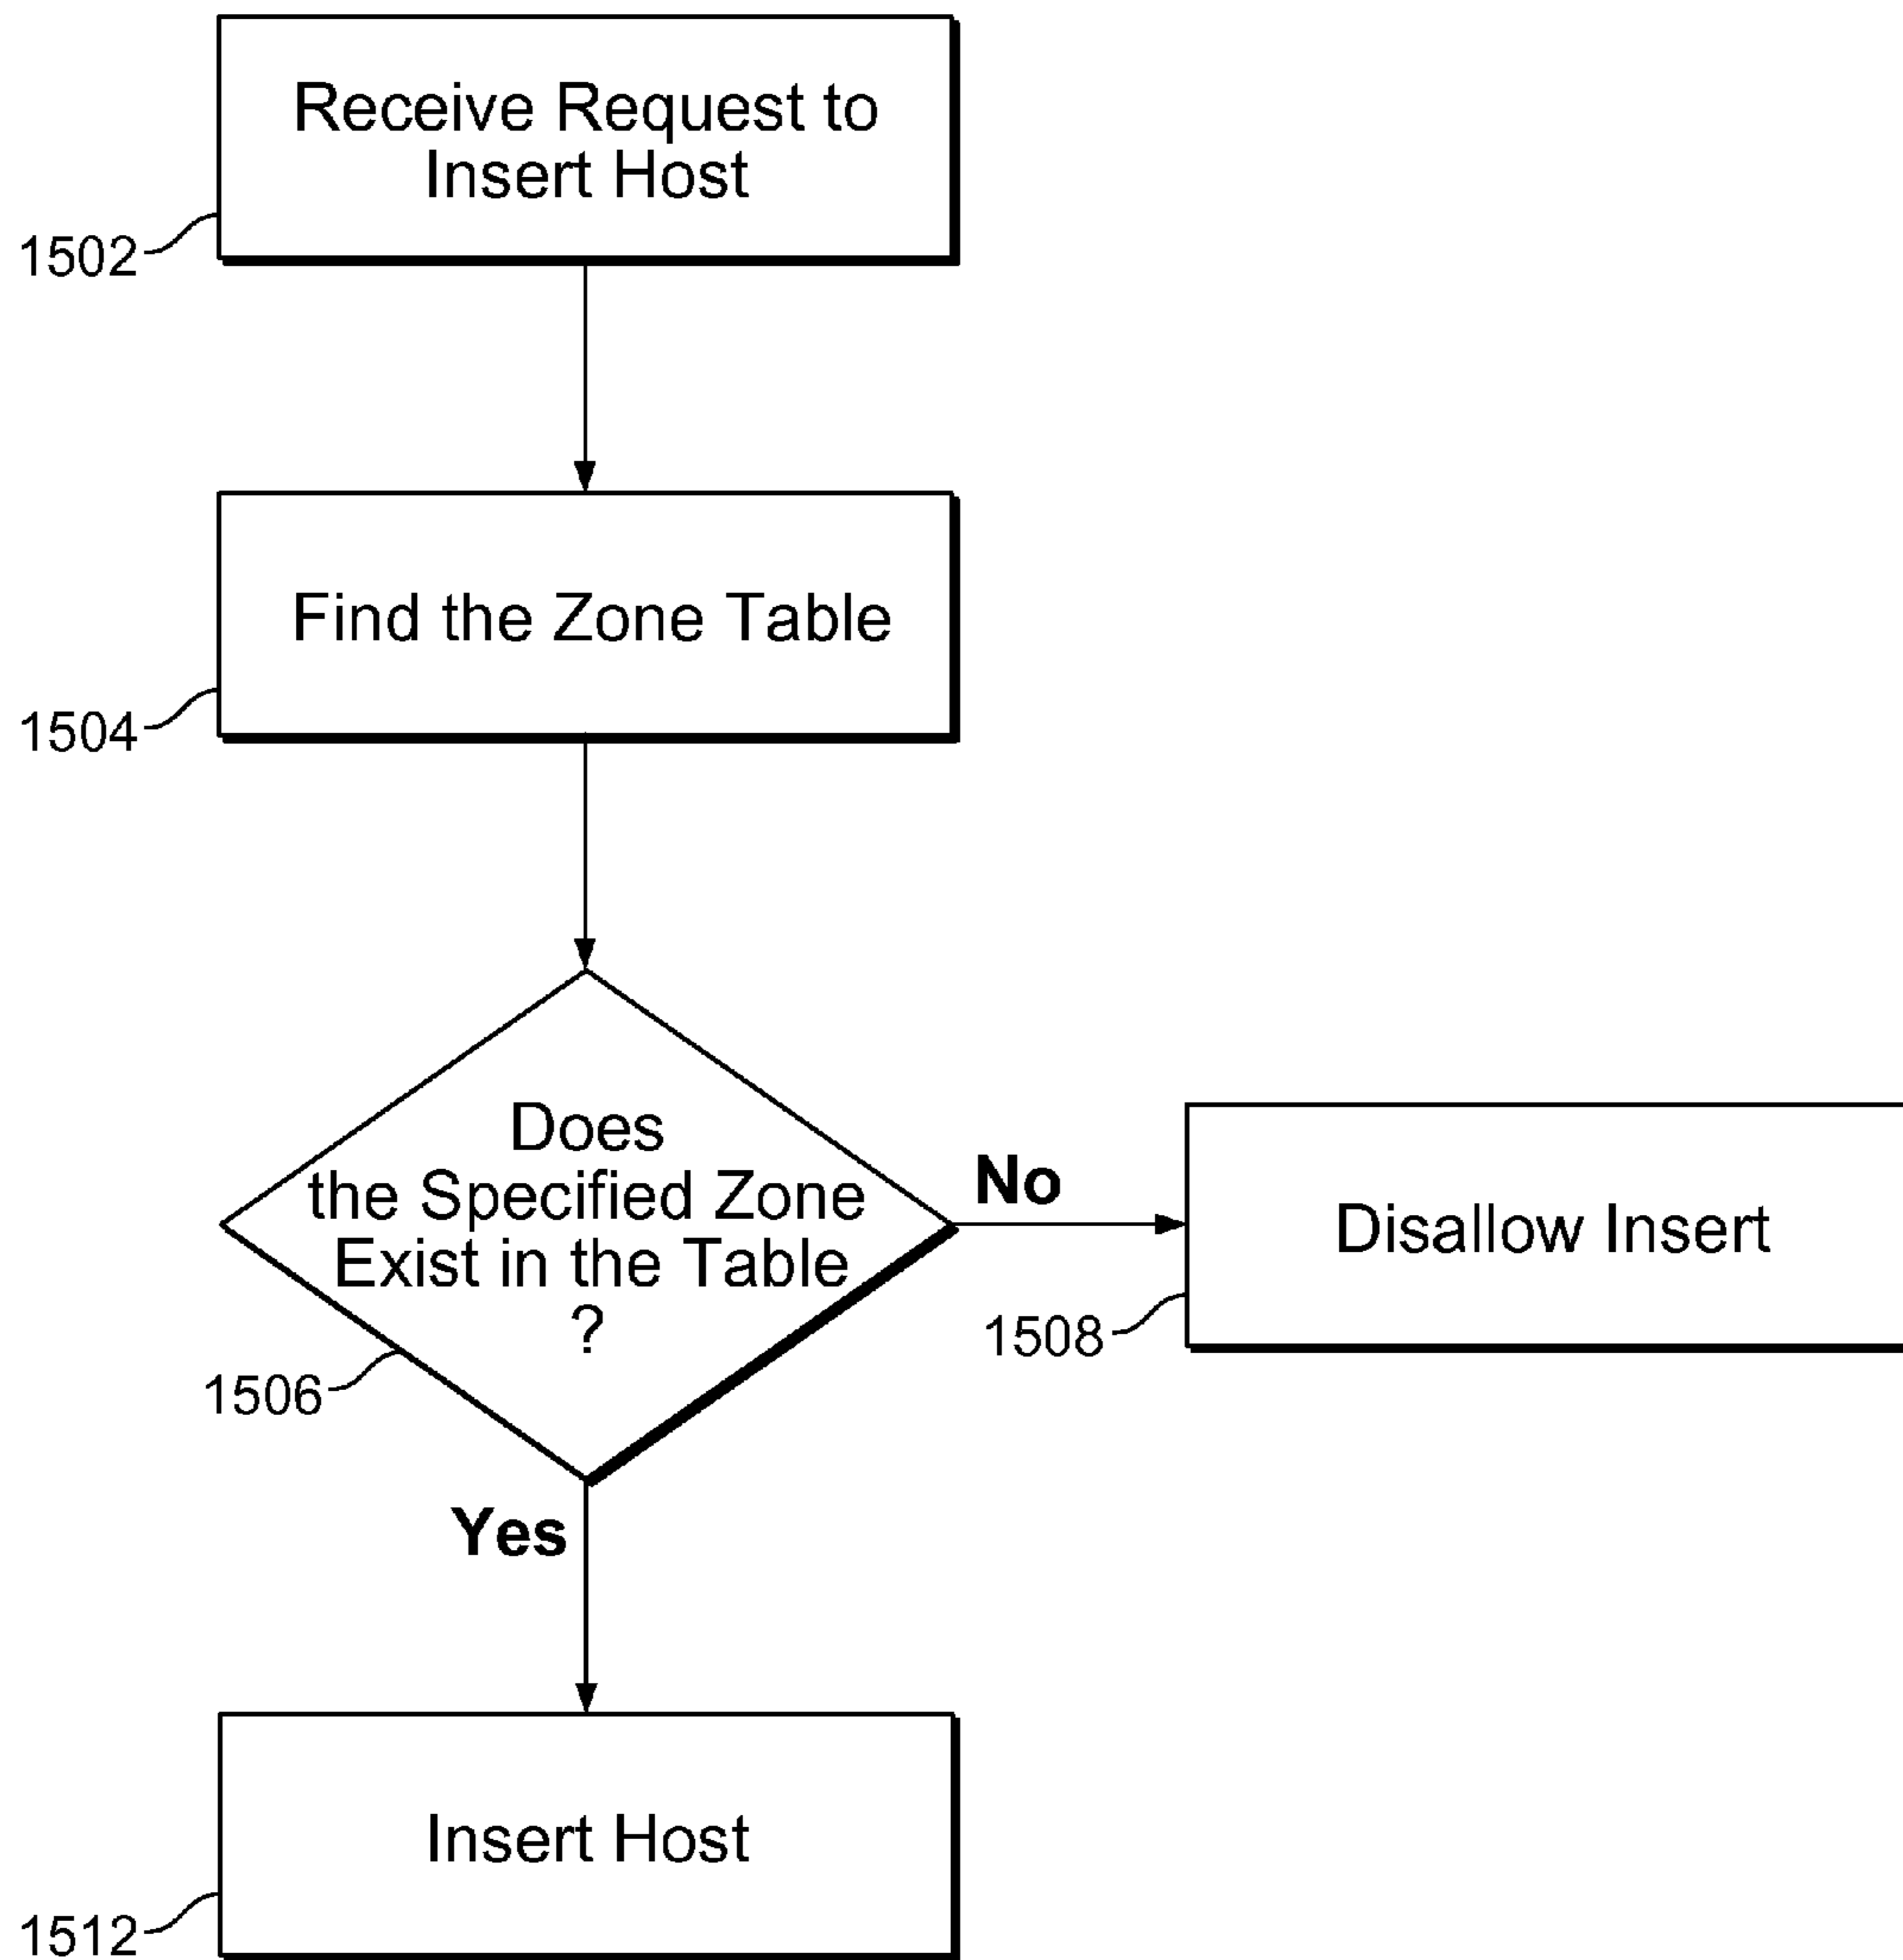 Receive Request to
Insert Host
1502
Find the Zone Table
1504
Does
the Specified Zone
Exist in the Table
?
1506
No
Disallow Insert
1508
Yes
Insert Host
1512